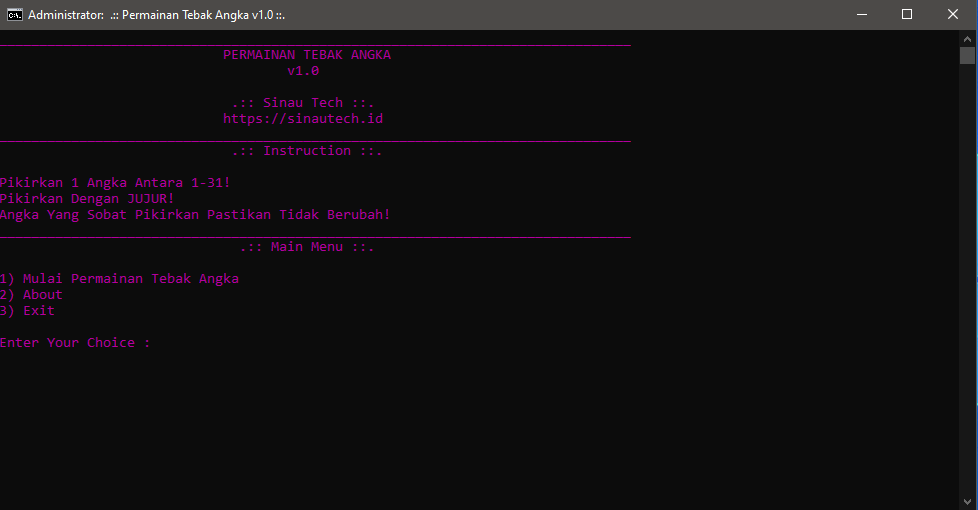 Administrator: .:: Permainan Tebak Angka v1.0 ::.
PERMAINAN TEBAK ANGKA
v1.0
.:: Sinau Tech ::.
https://sinautech.id
.:: Instruction ::.
Pikirkan 1 Angka Antara 1-31!
Pikirkan Dengan JUJUR!
Angka Yang Sobat Pikirkan Pastikan Tidak Berubah!
.:: Main Menu ::.
1) Mulai Permainan Tebak Angka
2) About
3) Exit
Enter Your Choice :